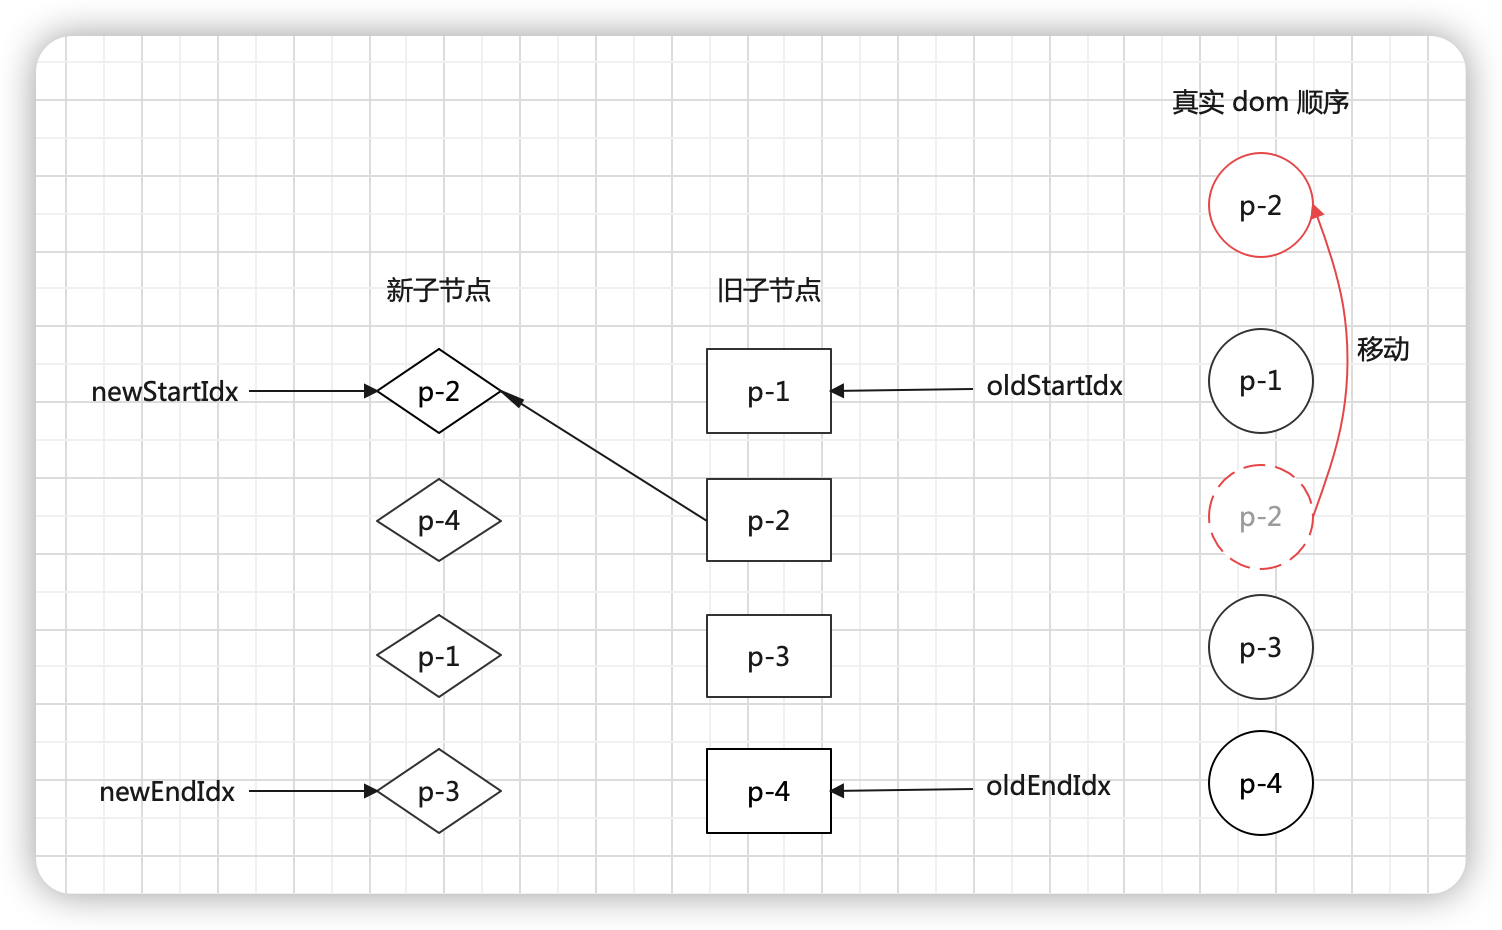 真实 dom 顺序
p-2
新子节点
旧子节点
移动
newStartIdx
p-2
p-1
oldStartIdx
p-1
p-4
p-2
p-2
p-1
p-3
p-3
newEndIdx
p-3
p-4
oldEndIdx
p-4